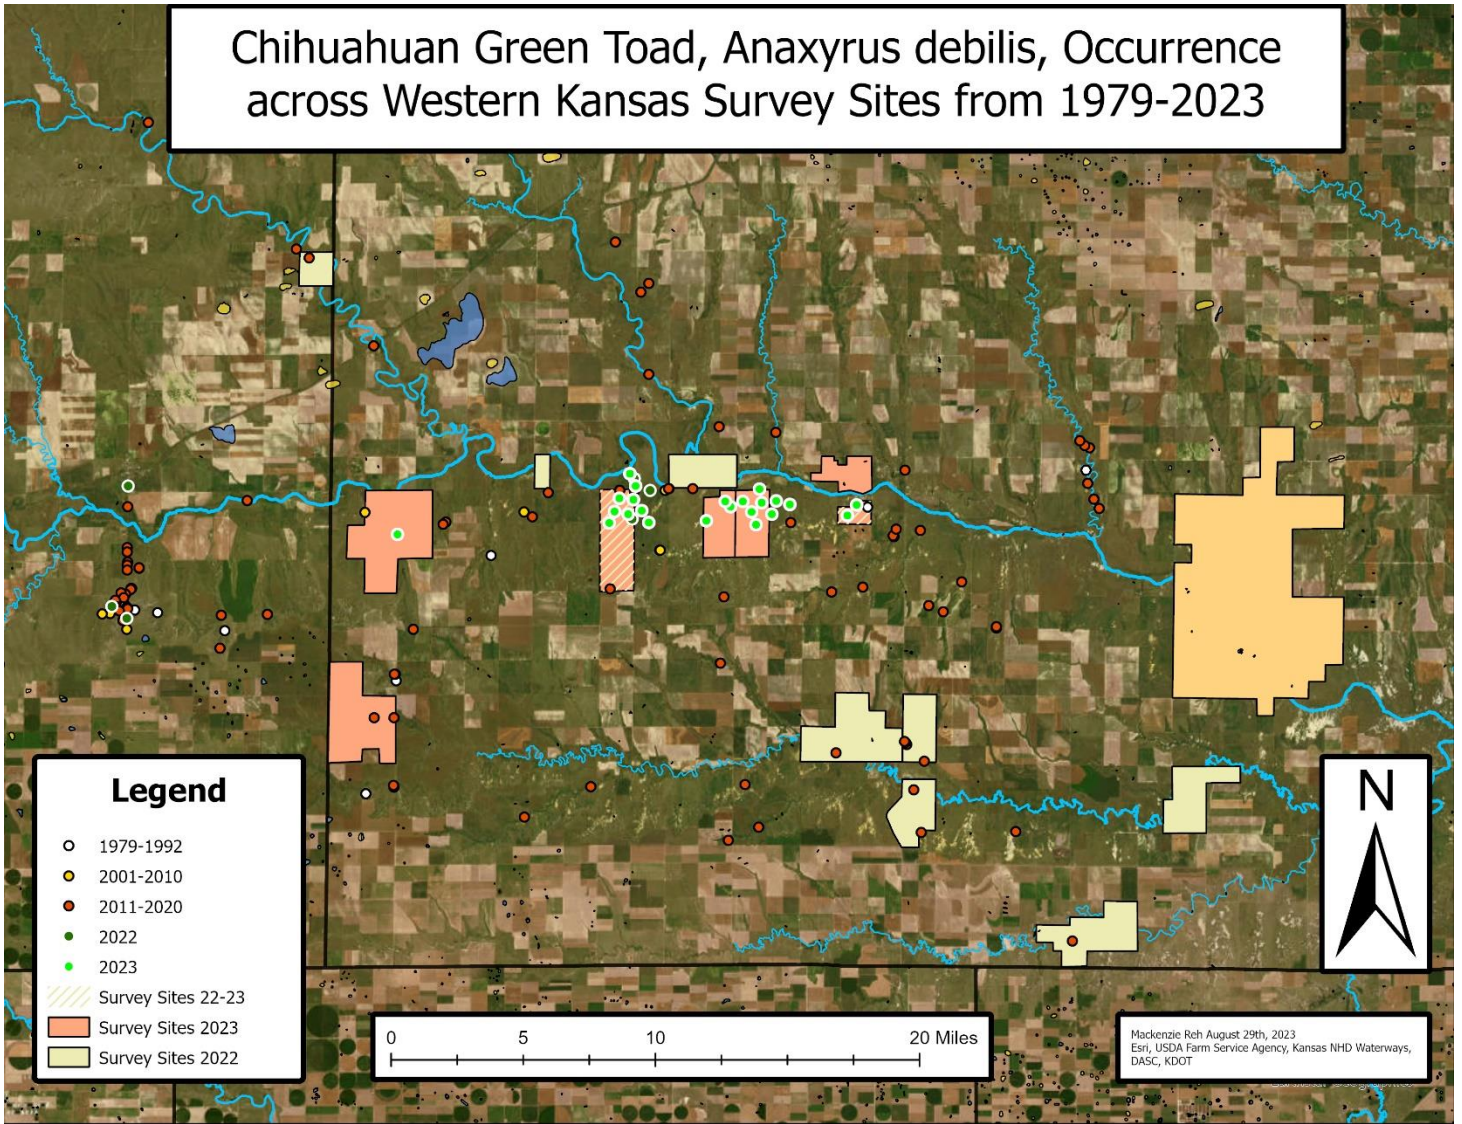 Chihuahuan Green Toad, Anaxyrus debilis, Occurrence
across Western Kansas Survey Sites from 1979-2023
Legend
1979-1992
2001-2010
2011-2020
2022
2023
Survey Sites 22-23
Survey Sites 2023
Survey Sites 2022
0 5 10 20 Miles
N
Mackenzie Reh August 29th, 2023
Esri, USDA Farm Service Agency, Kansas NHD Waterways,
DASC, KDOT